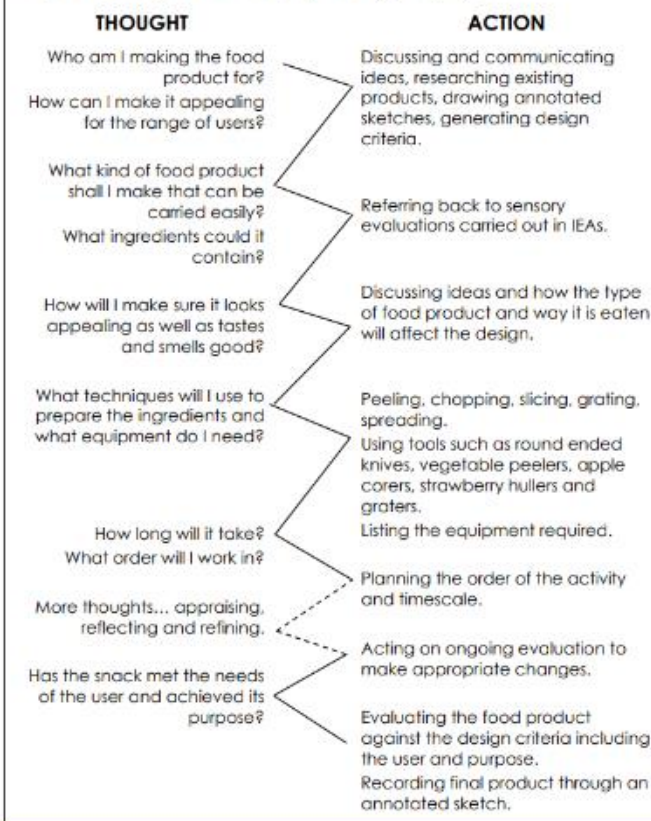 THOUGHT
ACTION
Who am I making the food
product for?
How can I make it appealing
for the range of users?
Discussing and communicating
ideas, researching existing
products, drawing annotated
sketches, generating design
criteria.
What kind of food product
shall I make that can be
carried easily?
What ingredients could it
contain?
Referring back to sensory
evaluations carried out in IEAs.
How will I make sure it looks
appealing as well as tastes
and smells good?
Discussing ideas and how the type
of food product and way it is eaten
will affect the design.
What techniques will I use to
prepare the ingredients and
what equipment do I need?
Peeling, chopping, slicing, grating,
spreading.
Using tools such as round ended
knives, vegetable peelers, apple
corers, strawberry hullers and
graters.
Listing the equipment required.
How long will it take?
What order will I work in?
Planning the order of the activity
and timescale.
More thoughts... appraising,
reflecting and refining.
Acting on ongoing evaluation to
make appropriate changes.
Has the snack met the needs
of the user and achieved its
purpose?
Evaluating the food product
against the design criteria including
the user and purpose.
Recording final product through an
annotated sketch.